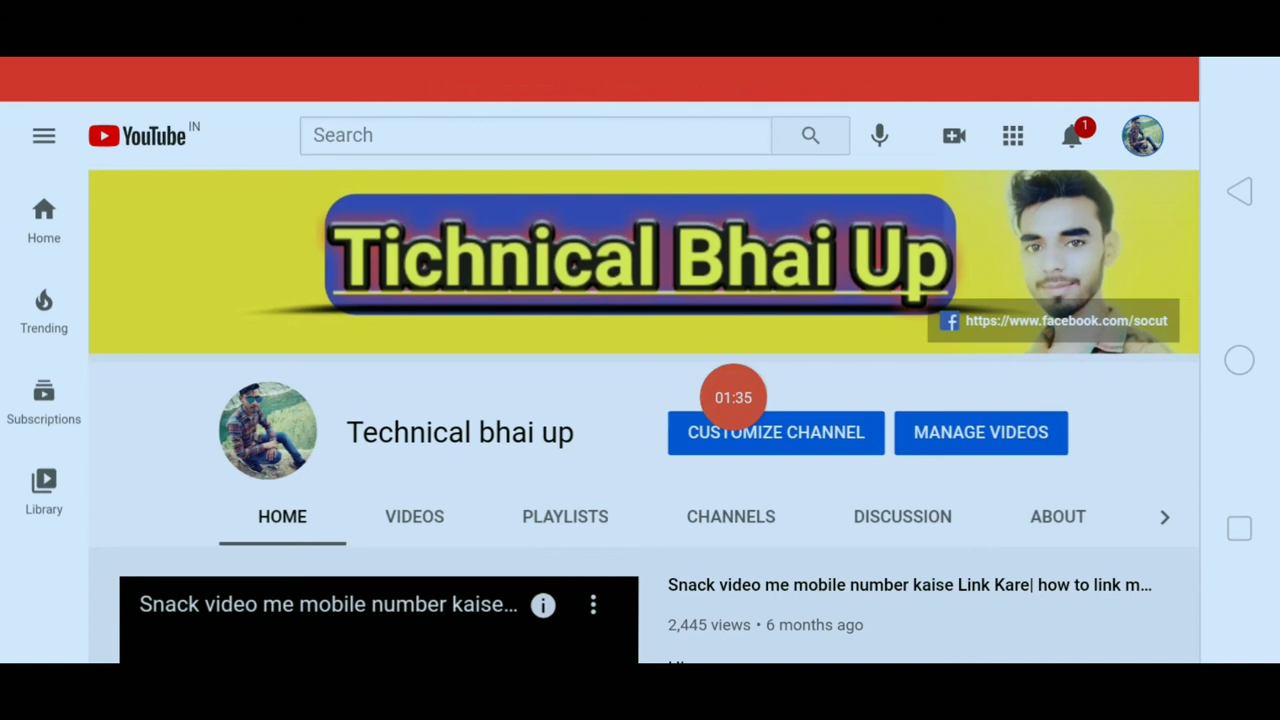 YouTube IN
Search
1
Home
Trending
Subscriptions
Library
Tichnical Bhai Up
https://www.facebook.com/socut
01:35
Technical bhai up
CUSTOMIZE CHANNEL
MANAGE VIDEOS
HOME
VIDEOS
PLAYLISTS
CHANNELS
DISCUSSION
ABOUT
Snack video me mobile number kaise...
Snack video me mobile number kaise Link Kare| how to link m...
2,445 views • 6 months ago